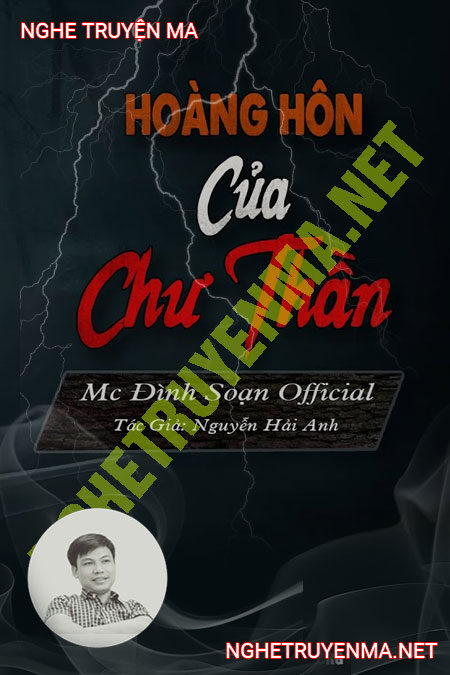 NGHE TRUYỆN MA
HOÀNG HÔN
Của
Chư Thần
Mc Đình Soạn Official
Tác Giả: Nguyễn Hải Anh
NGHETRUYENMA.NET
NGHETRUYENMA.NET